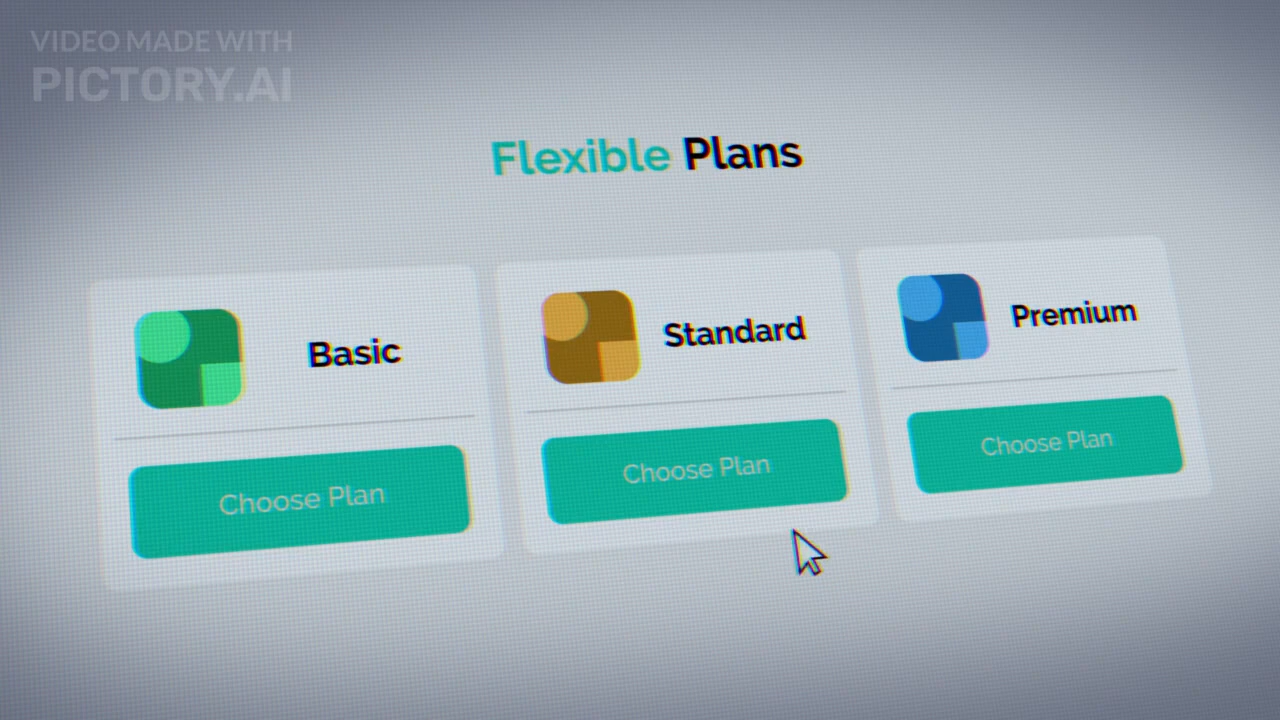 VIDEO MADE WITH
PICTORY.AI
Flexible Plans
Basic
Standard
Premium
Choose Plan
Choose Plan
Choose Plan